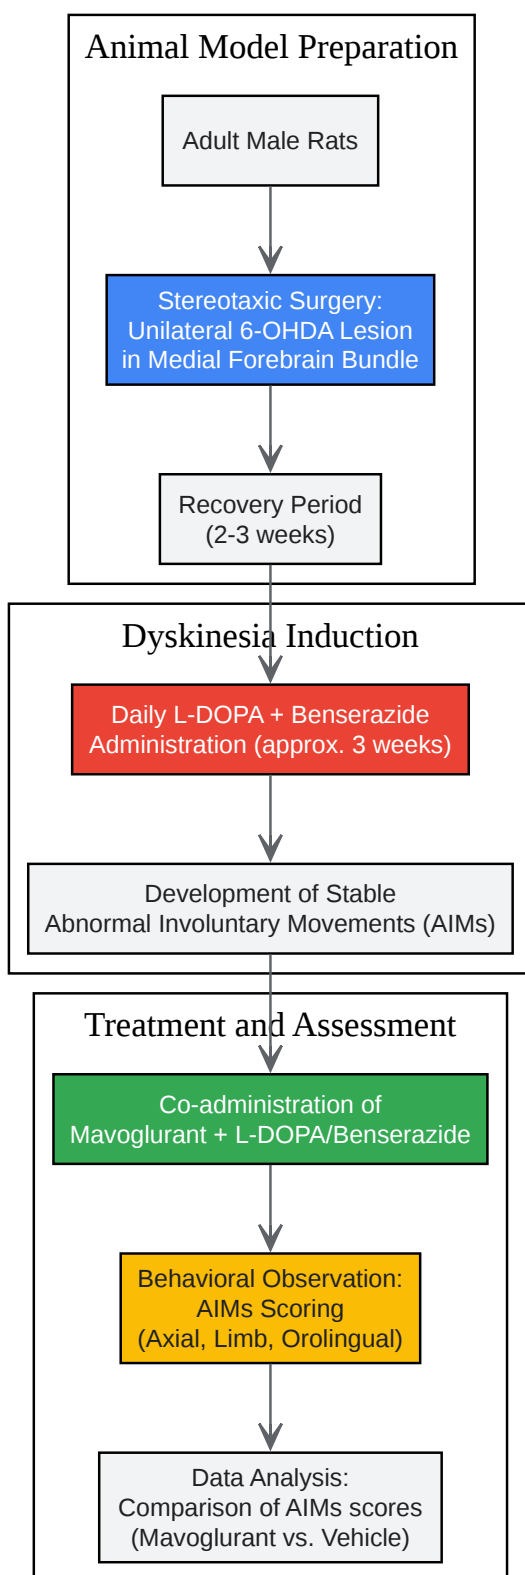 Animal Model Preparation
Adult Male Rats
Stereotaxic Surgery:
Unilateral 6-OHDA Lesion
in Medial Forebrain Bundle
Recovery Period
(2-3 weeks)
Dyskinesia Induction
Daily L-DOPA + Benserazide
Administration (approx. 3 weeks)
Development of Stable
Abnormal Involuntary Movements (AIMs)
Treatment and Assessment
Co-administration of
Mavoglurant + L-DOPA/Benserazide
Behavioral Observation:
AIMs Scoring
(Axial, Limb, Orolingual)
Data Analysis:
Comparison of AIMs scores
(Mavoglurant vs. Vehicle)